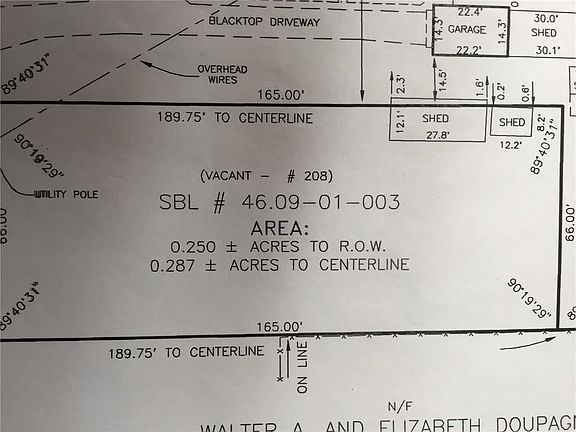 22.4'
BLACKTOP DRIVEWAY
14.3'
GARAGE
14.3'
30.0'
SHED
22.2'
30.1'
89°40'31"
OVERHEAD
WIRES
2.3'
14.5'
1.6'
0.2'
0.6'
165.00'
189.75' TO CENTERLINE
12.1'
SHED
27.8'
SHED
12.2'
8.2'
89°40'31"
90°19'29"
(VACANT - # 208)
UTILITY POLE
SBL # 46.09-01-003
AREA:
66.00'
66.00'
0.250 ± ACRES TO R.O.W.
0.287 ± ACRES TO CENTERLINE
89°40'31"
90°19'29"
165.00'
189.75' TO CENTERLINE
ON LINE
N/F
WALTER A. AND ELIZABETH